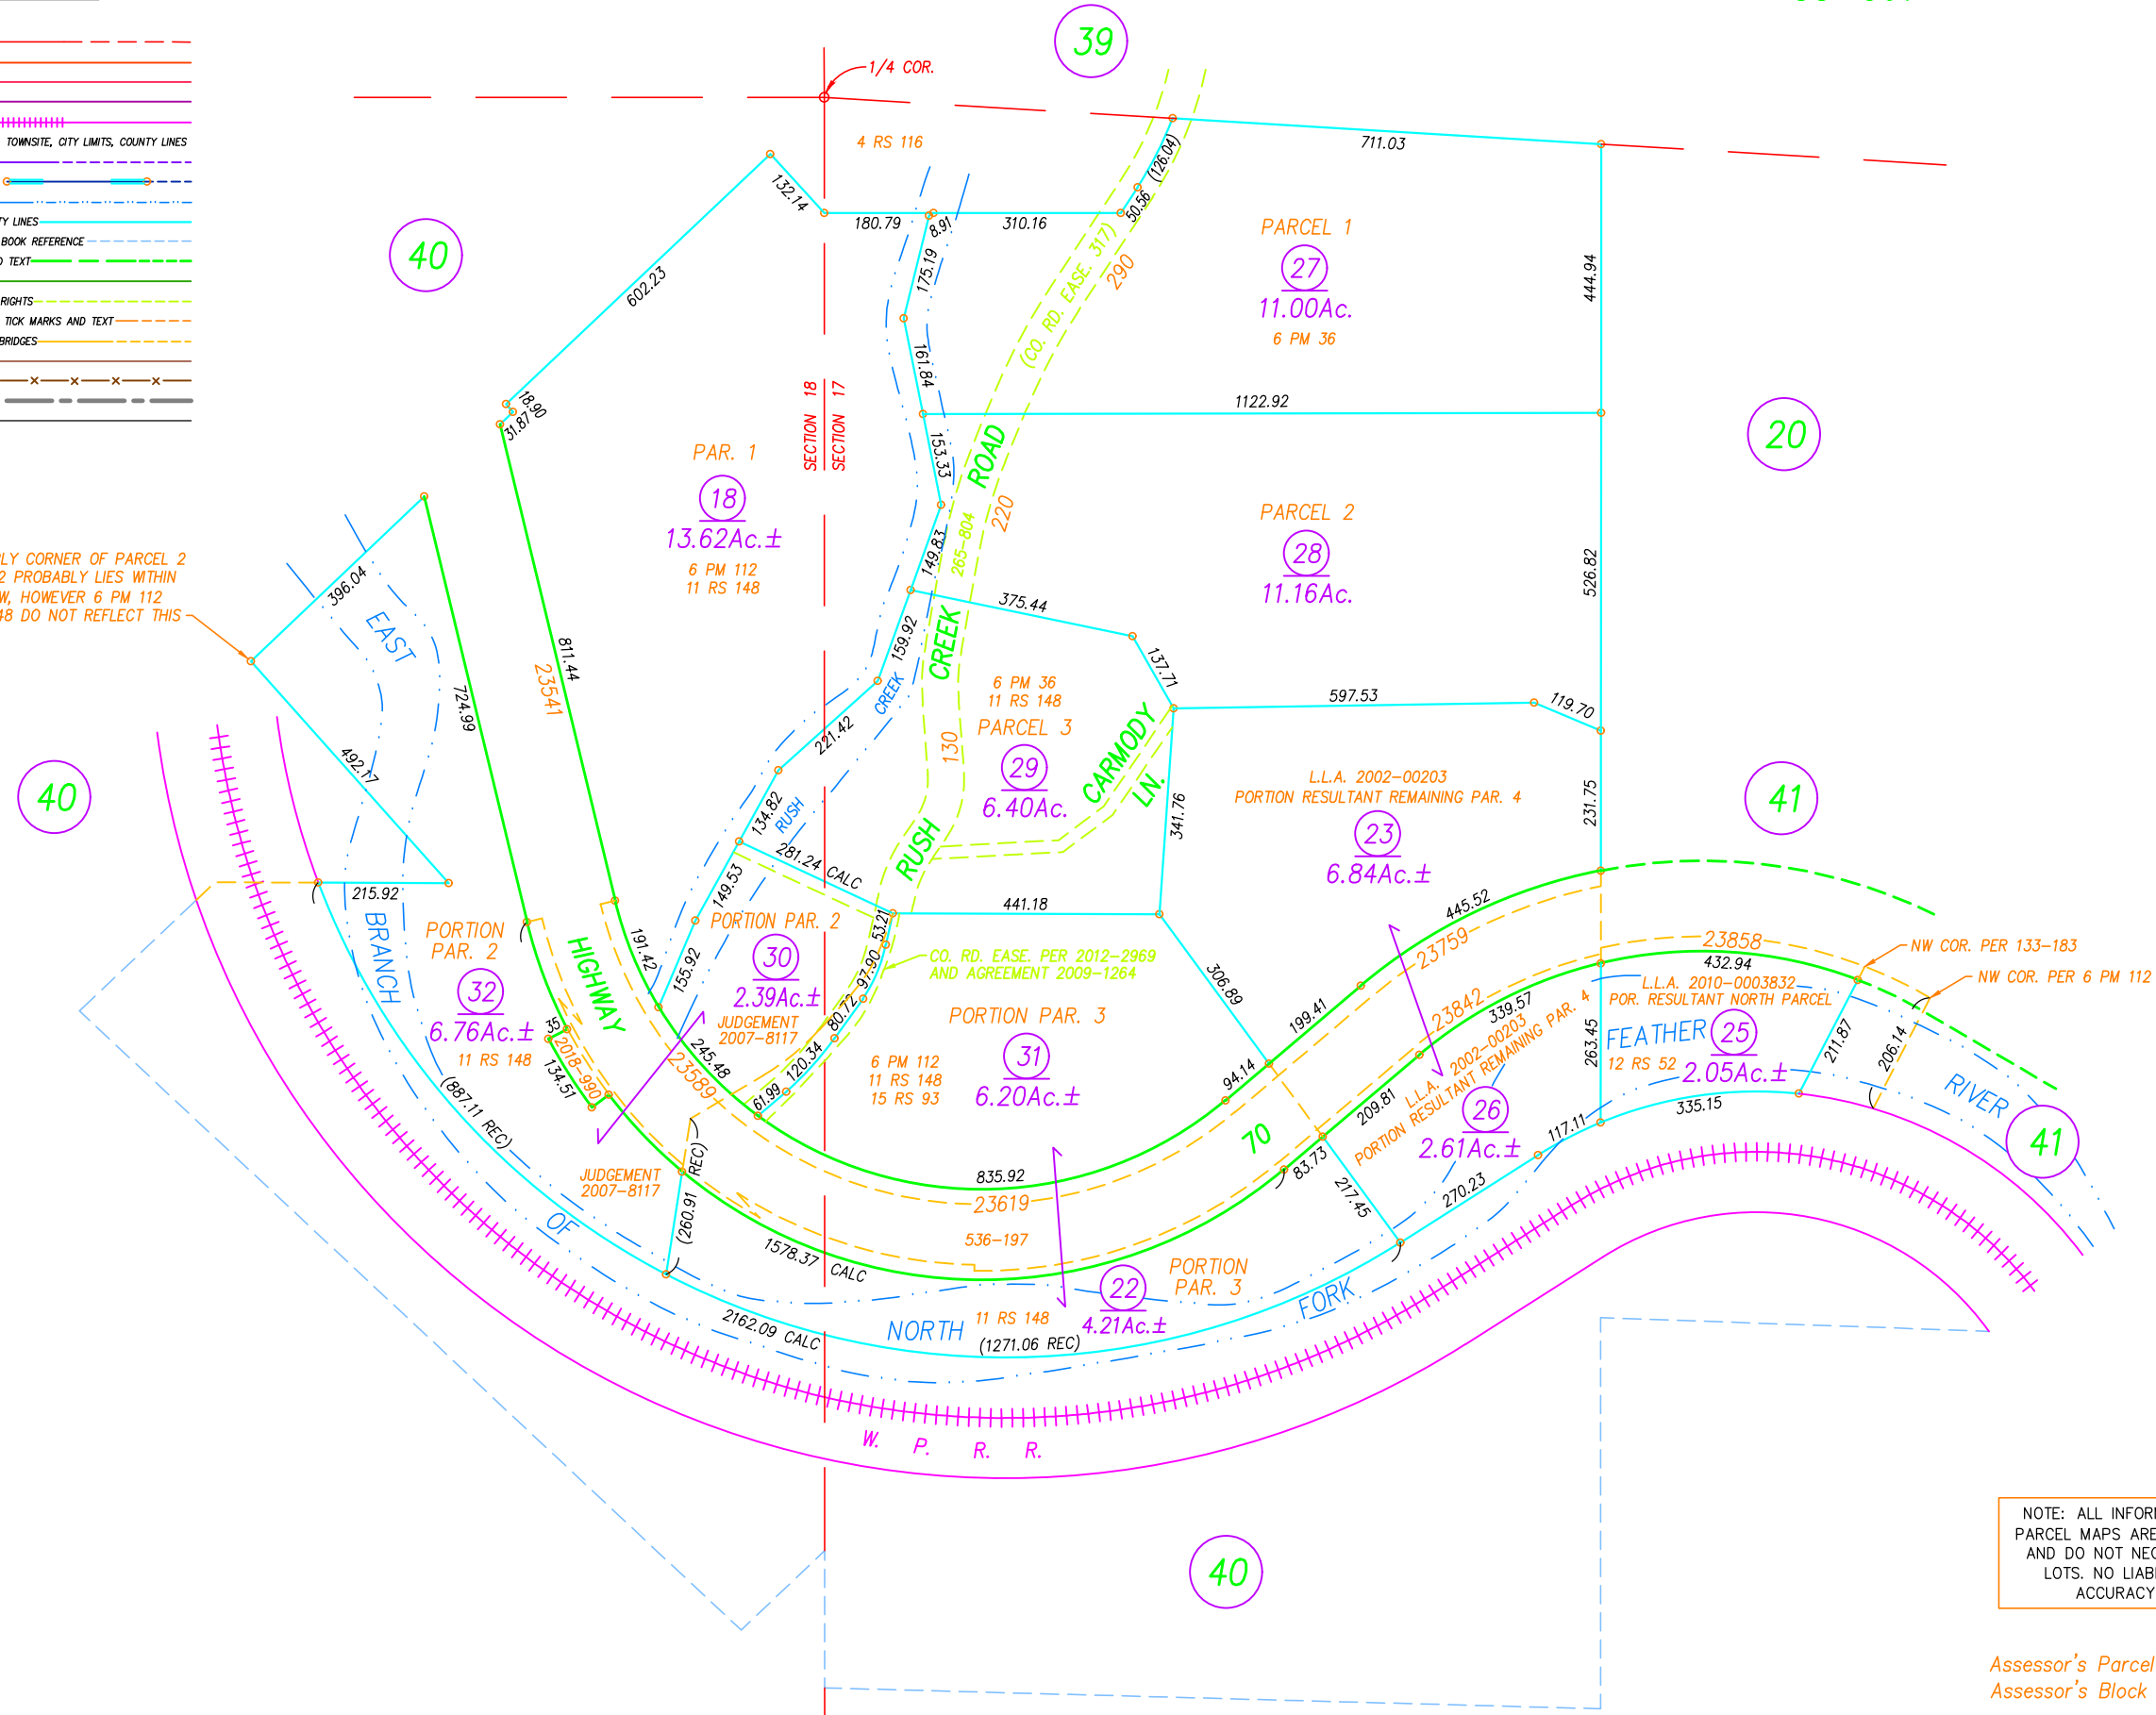 39
1/4 COR.
TOWNSITE, CITY LIMITS, COUNTY LINES
TY LINES
BOOK REFERENCE
D TEXT
RIGHTS
TICK MARKS AND TEXT
BRIDGES
4 RS 116
711.03
(126.04)
50.56
132.14
180.79
8.91
310.16
40
602.23
175.19
161.84
(CO. RD. EASE. 317)
290
PARCEL 1
27
11.00Ac.
6 PM 36
444.94
18.90
31.87
SECTION 18
SECTION 17
1122.92
20
PAR. 1
18
13.62Ac.±
6 PM 112
11 RS 148
153.33
149.83
265-804
ROAD
220
PARCEL 2
28
11.16Ac.
526.82
BLY CORNER OF PARCEL 2
2 PROBABLY LIES WITHIN
W, HOWEVER 6 PM 112
48 DO NOT REFLECT THIS
396.04
EAST
724.99
23541
811.44
492.77
159.92
CREEK
CREEK
375.44
137.71
597.53
119.70
6 PM 36
11 RS 148
PARCEL 3
29
6.40Ac.
130
CARMODY
LN.
341.76
221.42
134.82
RUSH
RUSH
40
L.L.A. 2002-00203
PORTION RESULTANT REMAINING PAR. 4
23
6.84Ac.±
231.75
41
281.24 CALC
149.53
215.92
BRANCH
PORTION
PAR. 2
32
6.76Ac.±
11 RS 148
HIGHWAY
191.42
155.92
PORTION PAR. 2
30
2.39Ac.±
JUDGEMENT
2007-8117
53.21
97.90
80.72
120.34
61.99
441.18
CO. RD. EASE. PER 2012-2969
AND AGREEMENT 2009-1264
PORTION PAR. 3
31
6.20Ac.±
6 PM 112
11 RS 148
15 RS 93
306.89
199.41
94.14
445.52
23759
23858
432.94
NW COR. PER 133-183
NW COR. PER 6 PM 112
23842
339.57
L.L.A. 2002-00203
PORTION RESULTANT REMAINING PAR. 4
L.L.A. 2010-0003832
POR. RESULTANT NORTH PARCEL
FEATHER
25
12 RS 52
2.05Ac.±
263.45
211.87
206.14
RIVER
41
335.15
117.11
26
2.61Ac.±
209.81
83.73
70
217.45
270.23
35
2018-990
134.51
245.48
23589
(887.11 REC)
JUDGEMENT
2007-8117
(260.91 REC)
835.92
23619
536-197
1578.37 CALC
OF
PORTION
PAR. 3
22
4.21Ac.±
11 RS 148
NORTH
(1271.06 REC)
FORK
2162.09 CALC
W. P. R. R.
40
NOTE: ALL INFOR
PARCEL MAPS ARE
AND DO NOT NEC
LOTS. NO LIAB
ACCURACY
Assessor's Parcel
Assessor's Block